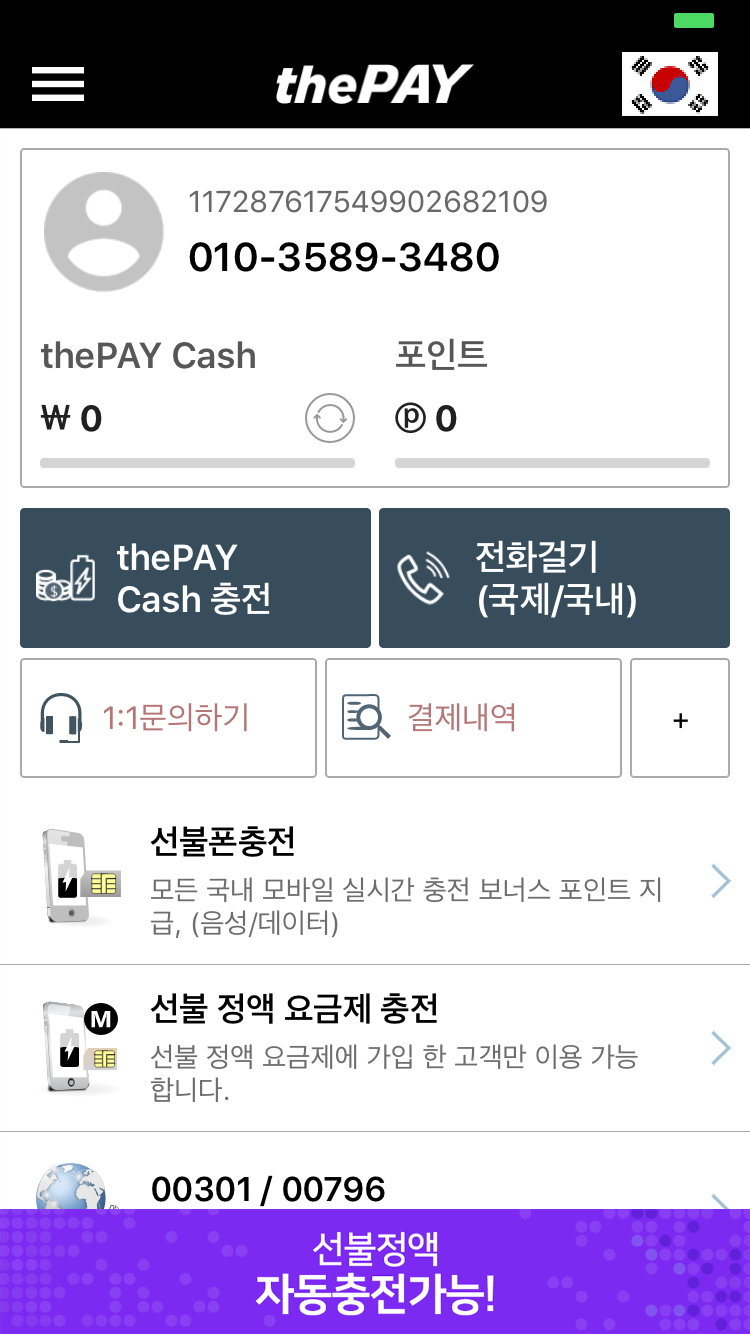 thePAY
117287617549902682109
010-3589-3480
thePAY Cash
포인트
₩ 0
ⓟ 0
thePAY
Cash 충전
전화걸기
(국제/국내)
1:1문의하기
결제내역
+
선불폰충전
모든 국내 모바일 실시간 충전 보너스 포인트 지
급, (음성/데이터)
M
선불 정액 요금제 충전
선불 정액 요금제에 가입 한 고객만 이용 가능
합니다.
00301 / 00796
선불정액
자동충전가능!